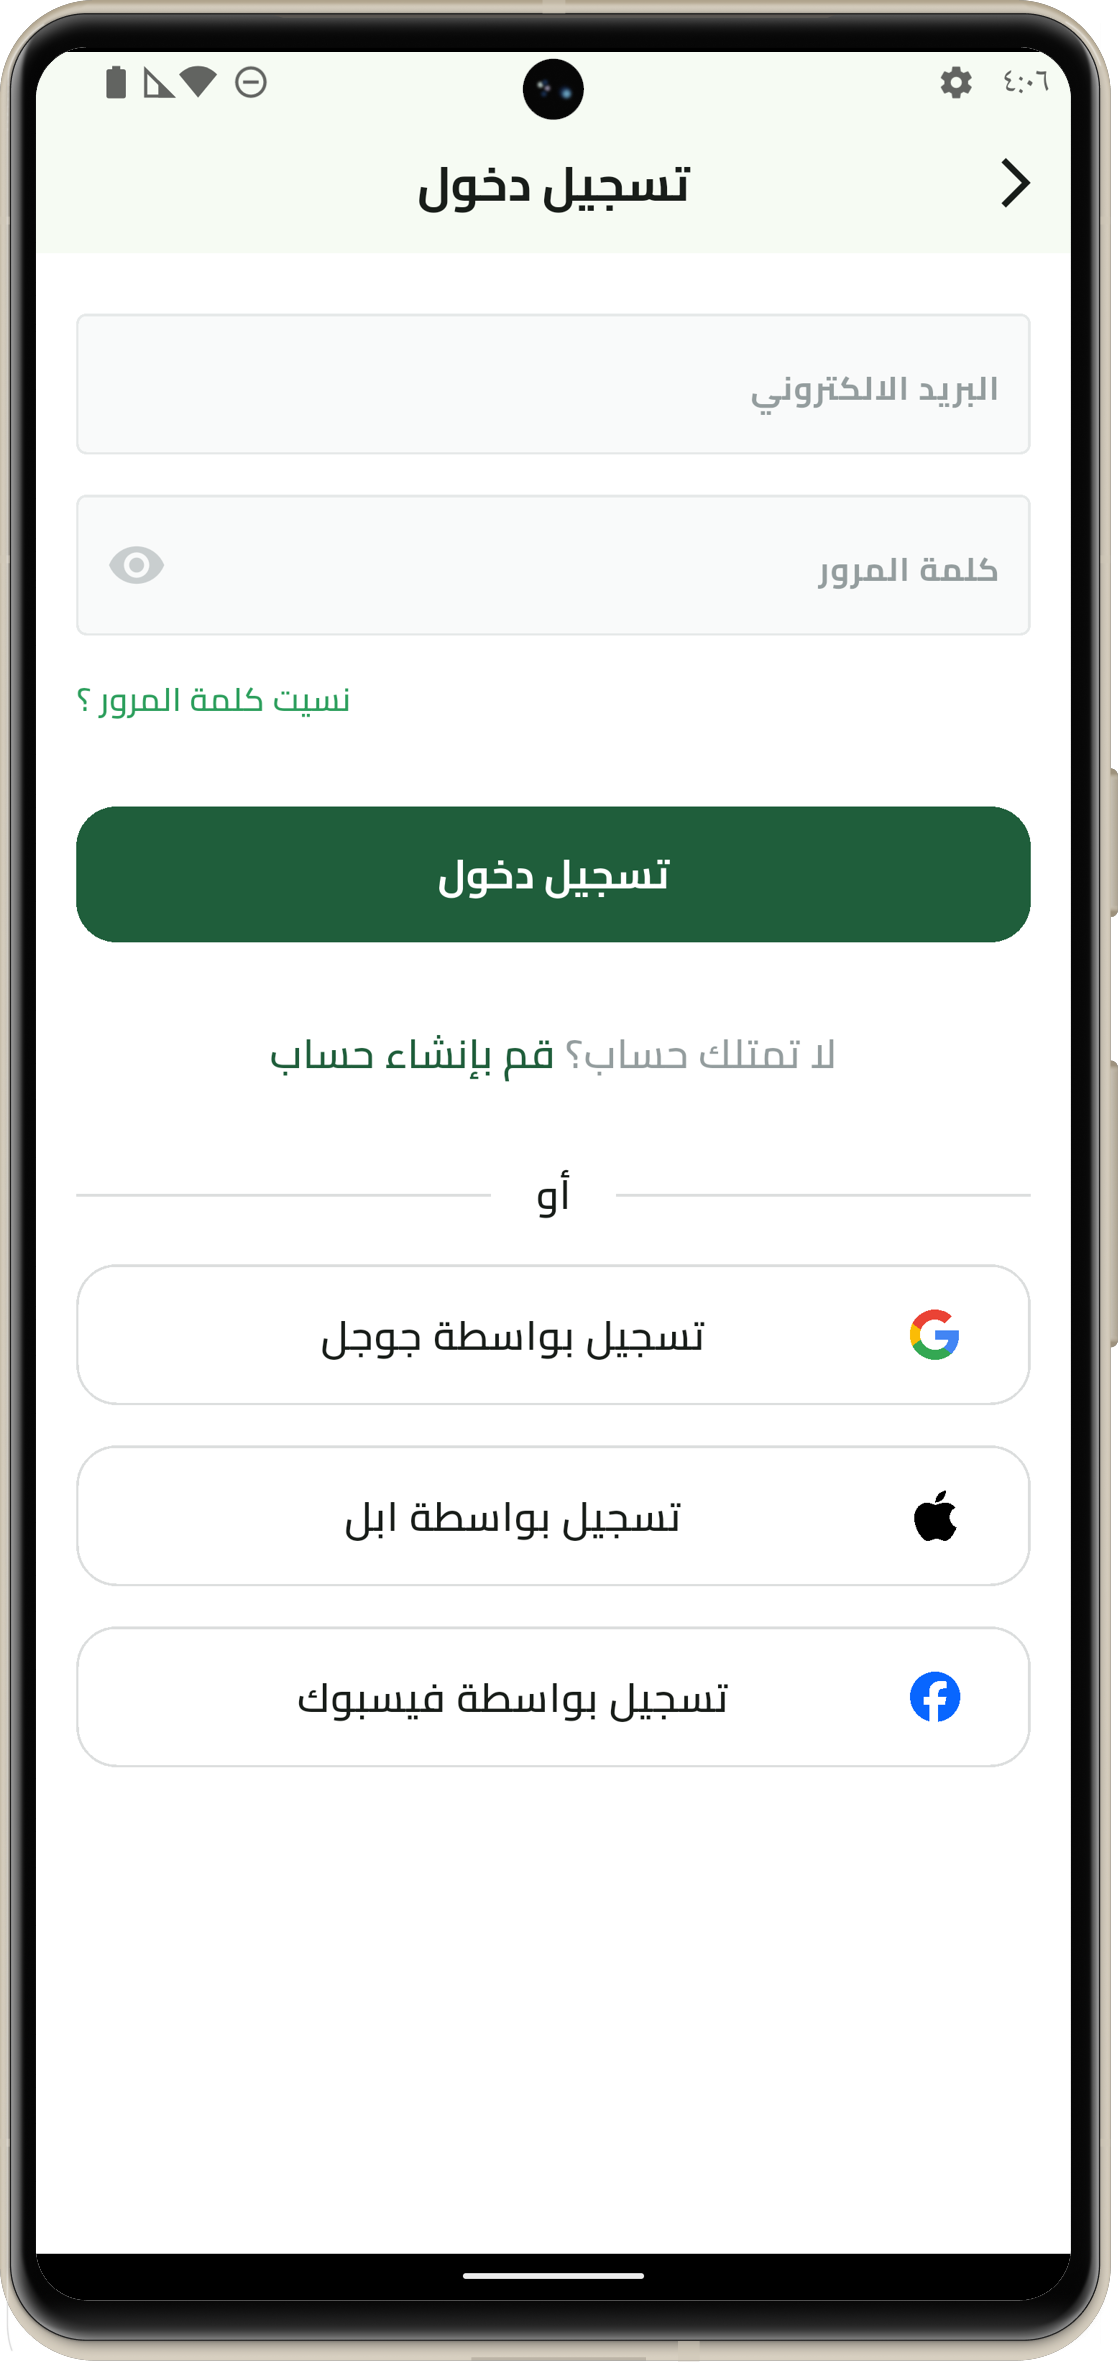 ٤:٠٦
تسجيل دخول
البريد الالكتروني
كلمة المرور
نسيت كلمة المرور ؟
تسجيل دخول
لا تمتلك حساب؟ قم بإنشاء حساب
أو
تسجيل بواسطة جوجل
تسجيل بواسطة ابل
تسجيل بواسطة فيسبوك